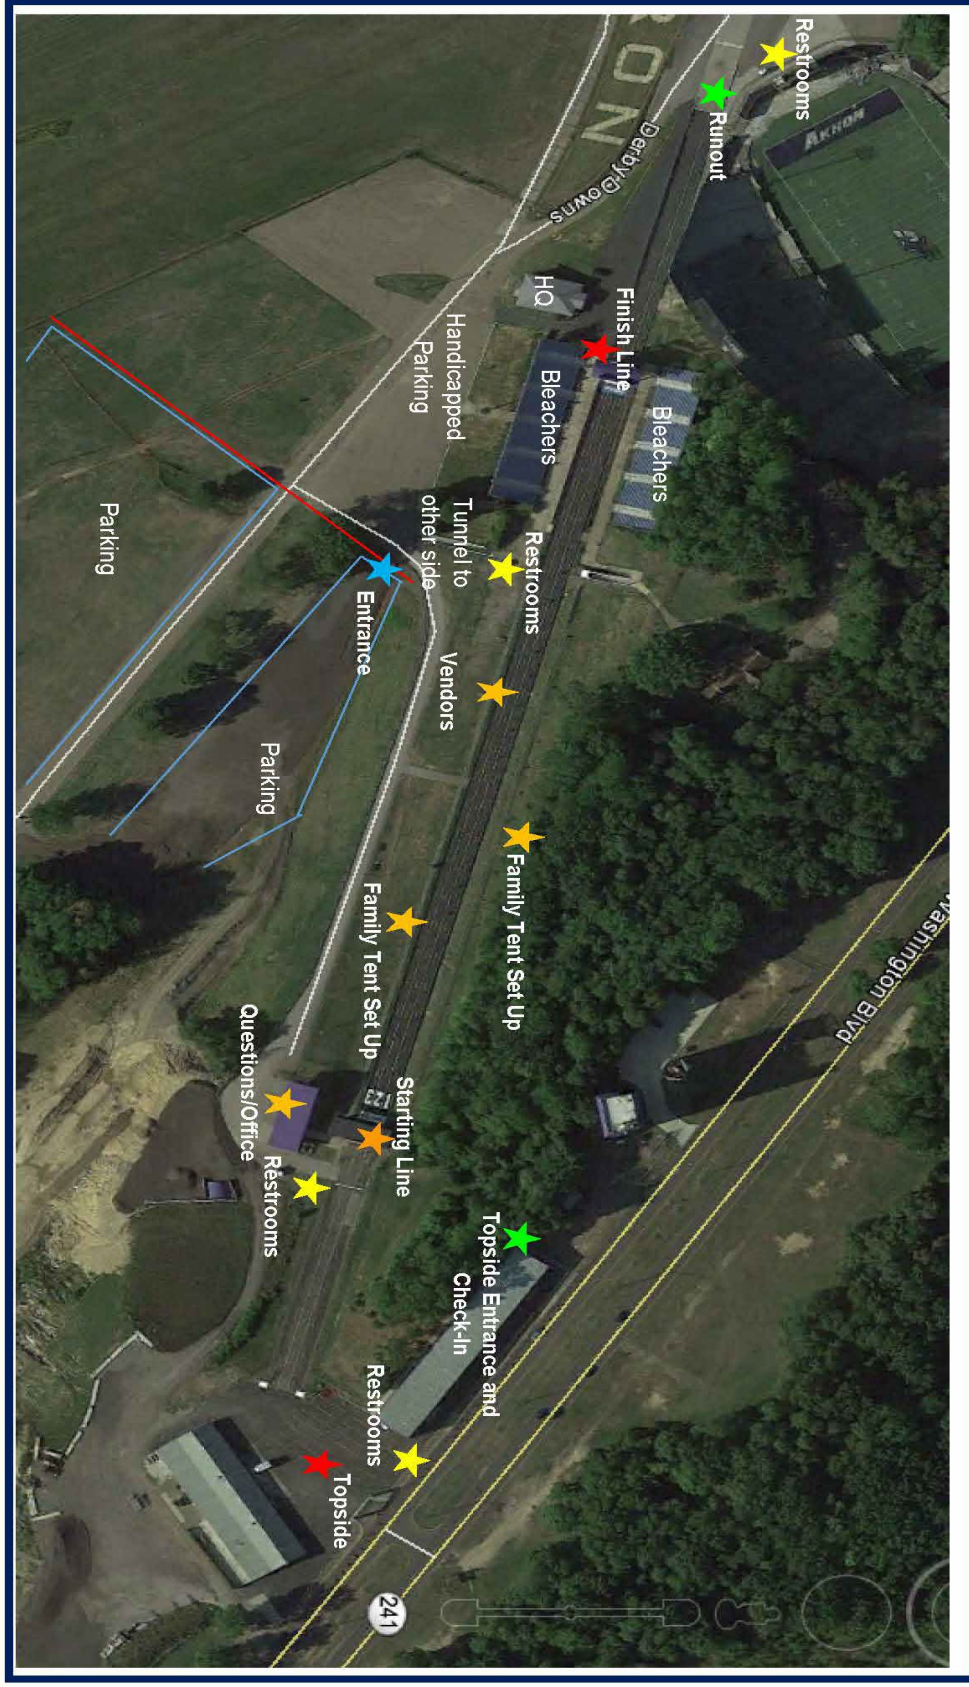 Restrooms
AKRON
Runout
O N
Derby Downs
HQ
Finish Line
Bleachers
Bleachers
Handicapped
Parking
Tunnel to
other side
Restrooms
Parking
Entrance
Vendors
Parking
Family Tent Set Up
Family Tent Set Up
Washington Blvd
Questions/Office
Starting Line
123
Restrooms
Topside Entrance and
Check-In
Restrooms
Topside
241